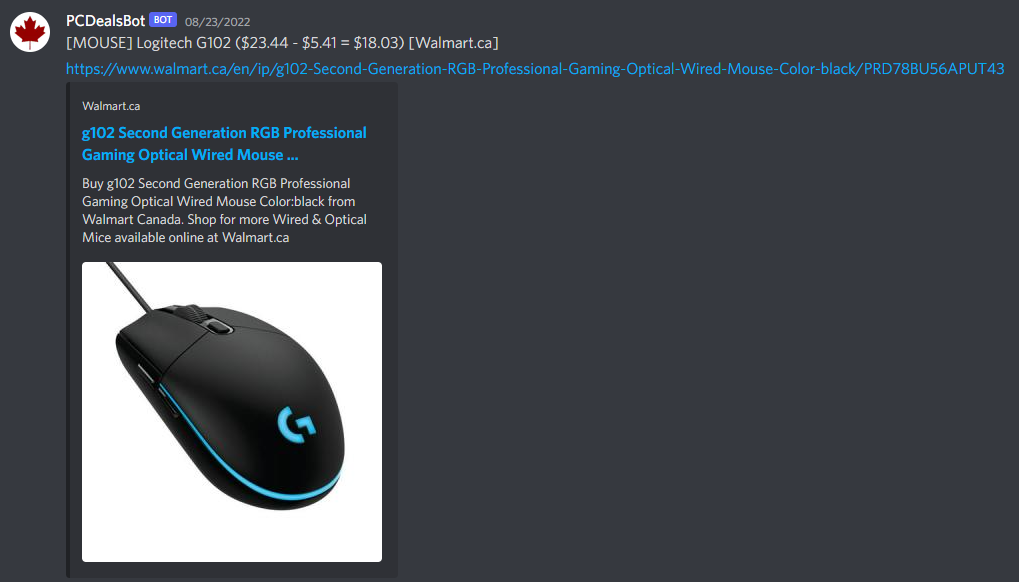 PCDealsBot BOT 08/23/2022
[MOUSE] Logitech G102 ($23.44 - $5.41 = $18.03) [Walmart.ca]
https://www.walmart.ca/en/ip/g102-Second-Generation-RGB-Professional-Gaming-Optical-Wired-Mouse-Color-black/PRD78BU56APUT43
Walmart.ca
g102 Second Generation RGB Professional
Gaming Optical Wired Mouse ...
Buy g102 Second Generation RGB Professional
Gaming Optical Wired Mouse Color:black from
Walmart Canada. Shop for more Wired & Optical
Mice available online at Walmart.ca